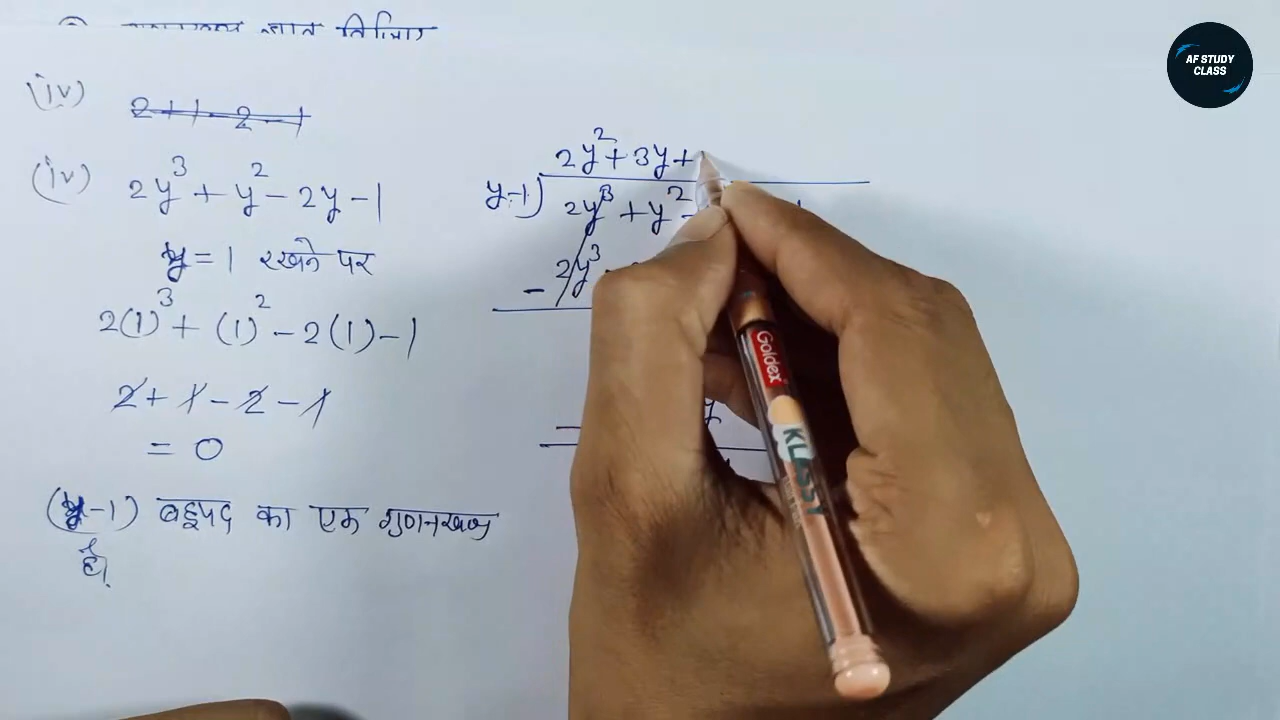 (iv) 2+1-2-1
(iv) 2y³ + y² - 2y - 1
y = 1 रखने पर
2(1)³ + (1)² - 2(1) - 1
2 + 1 - 2 - 1
= 0
(y-1) बहूपद का एक गुणनखण्ड
है।
2y² + 3y +
y-1) 2y³ + y² -
2y³
-
y
AF STUDY
CLASS
Goldex
KLASSY